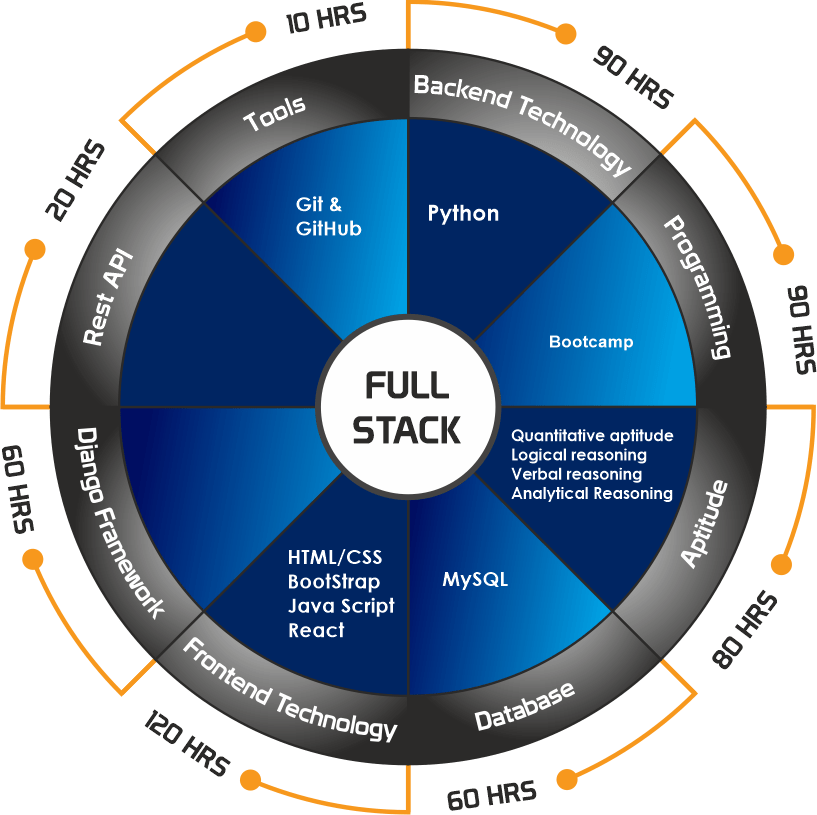 FULL
STACK
90 HRS
Backend Technology
Python
90 HRS
Programming
Bootcamp
80 HRS
Aptitude
Quantitative aptitude
Logical reasoning
Verbal reasoning
Analytical Reasoning
60 HRS
Database
MySQL
120 HRS
Frontend Technology
HTML/CSS
BootStrap
Java Script
React
60 HRS
Django Framework
20 HRS
Rest API
10 HRS
Tools
Git &
GitHub